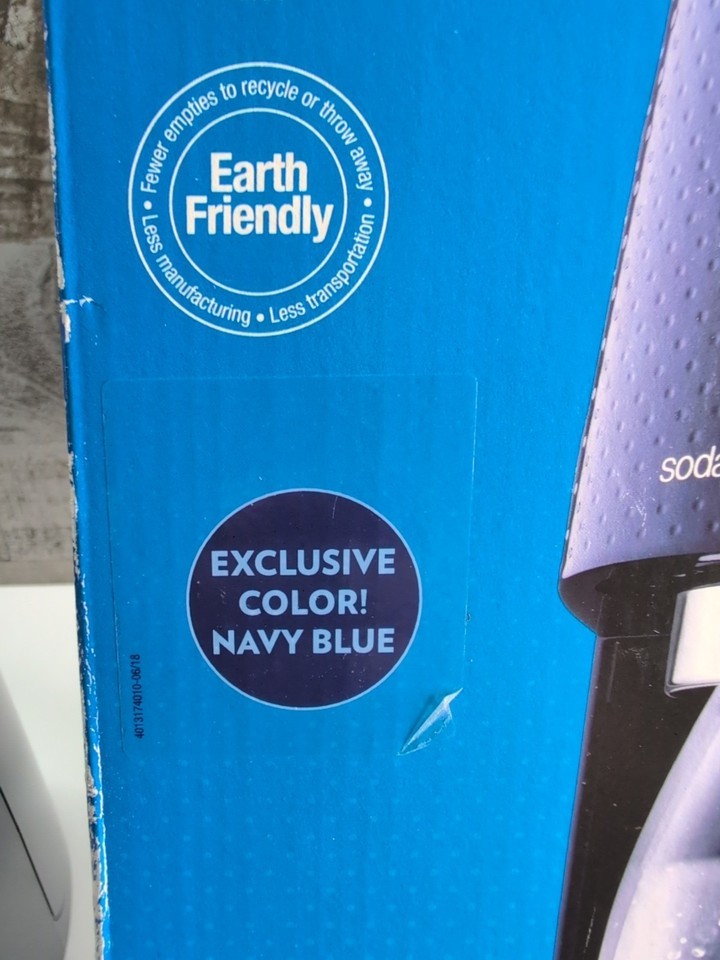 • Fewer empties to recycle or throw away •
Earth
Friendly
Less manufacturing • Less transportation
soda
EXCLUSIVE
COLOR!
NAVY BLUE
4013174010-06/18